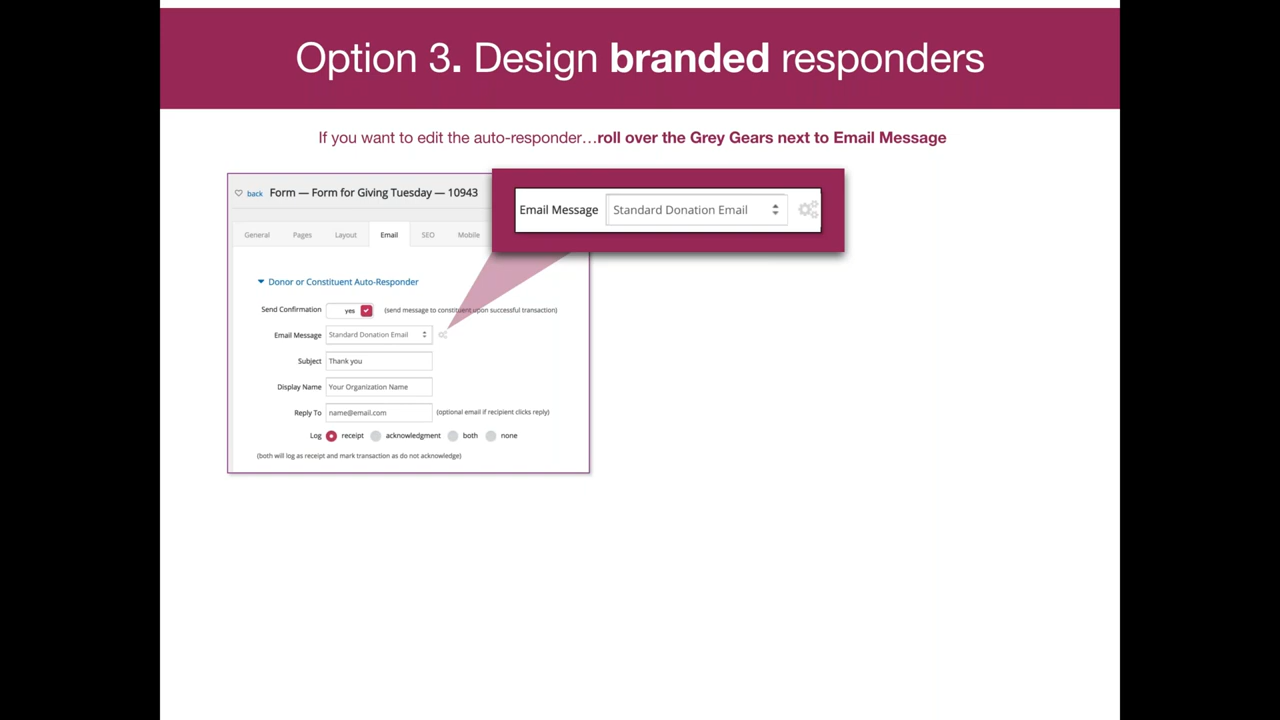 Option 3. Design branded responders
If you want to edit the auto-responder…roll over the Grey Gears next to Email Message
back Form — Form for Giving Tuesday — 10943
Email Message Standard Donation Email
General Pages Layout Email SEO Mobile
Donor or Constituent Auto-Responder
Send Confirmation yes (send message to constituent upon successful transaction)
Email Message Standard Donation Email
Subject Thank you
Display Name Your Organization Name
Reply To name@email.com (optional email if recipient clicks reply)
Log receipt acknowledgment both none
(both will log as receipt and mark transaction as do not acknowledge)